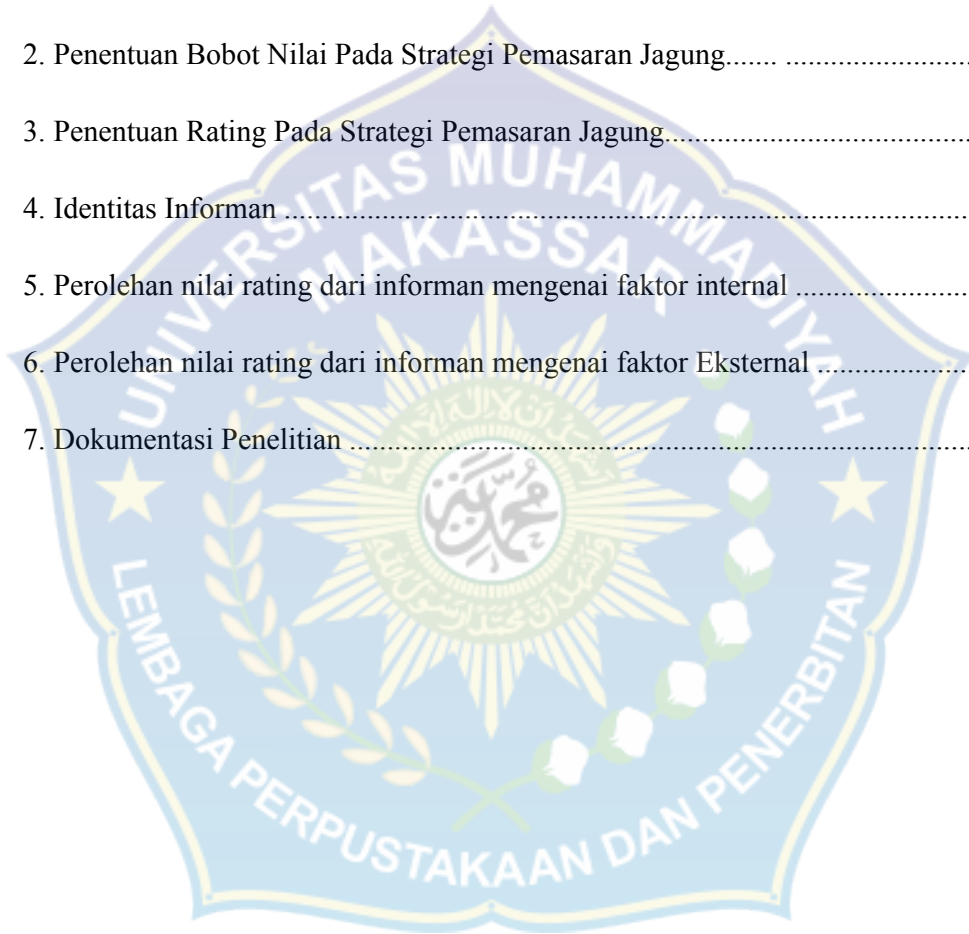 2. Penentuan Bobot Nilai Pada Strategi Pemasaran Jagung....... ........................
3. Penentuan Rating Pada Strategi Pemasaran Jagung.......................................
4. Identitas Informan ........................................................................................
5. Perolehan nilai rating dari informan mengenai faktor internal ......................
6. Perolehan nilai rating dari informan mengenai faktor Eksternal ...................
7. Dokumentasi Penelitian ................................................................................
UNIVERSITAS MUHAMMADIYAH
MAKASSAR
LEMBAGA PERPUSTAKAAN DAN PENERBITAN